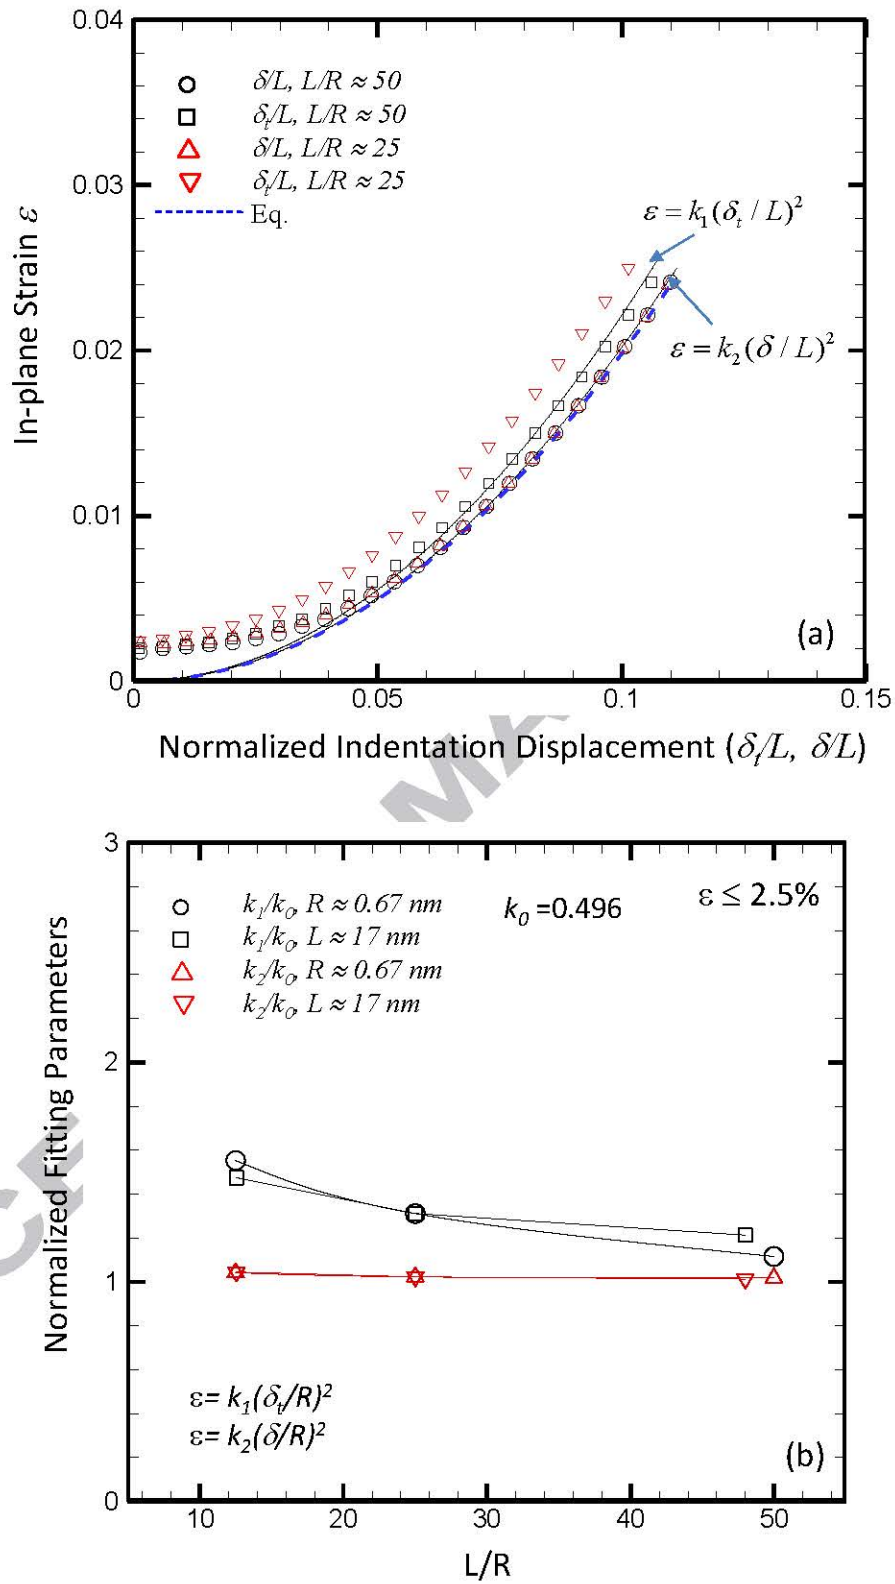 0.04
δ/L, L/R ≈ 50
δt/L, L/R ≈ 50
δ/L, L/R ≈ 25
δt/L, L/R ≈ 25
Eq.
0.03
ε = k1(δt / L)2
In-plane Strain ε
0.02
ε = k2(δ / L)2
0.01
(a)
0
0
0.05
0.1
0.15
Normalized Indentation Displacement (δt/L, δ/L)
MA
3
k1/k0, R ≈ 0.67 nm
k1/k0, L ≈ 17 nm
k2/k0, R ≈ 0.67 nm
k2/k0, L ≈ 17 nm
k0 =0.496
ε ≤ 2.5%
Normalized Fitting Parameters
2
CE
1
ε= k1(δt/R)2
ε= k2(δ/R)2
(b)
0
10
20
30
40
50
L/R